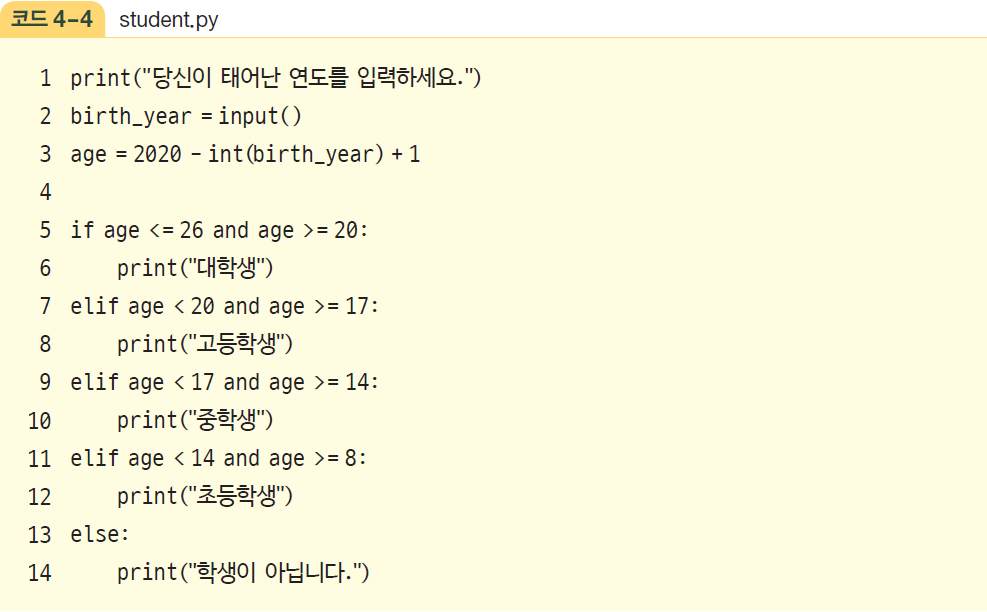 코드 4-4 student.py
1 print("당신이 태어난 연도를 입력하세요.")
2 birth_year = input()
3 age = 2020 - int(birth_year) + 1
4
5 if age <= 26 and age >= 20:
6     print("대학생")
7 elif age < 20 and age >= 17:
8     print("고등학생")
9 elif age < 17 and age >= 14:
10     print("중학생")
11 elif age < 14 and age >= 8:
12     print("초등학생")
13 else:
14     print("학생이 아닙니다.")